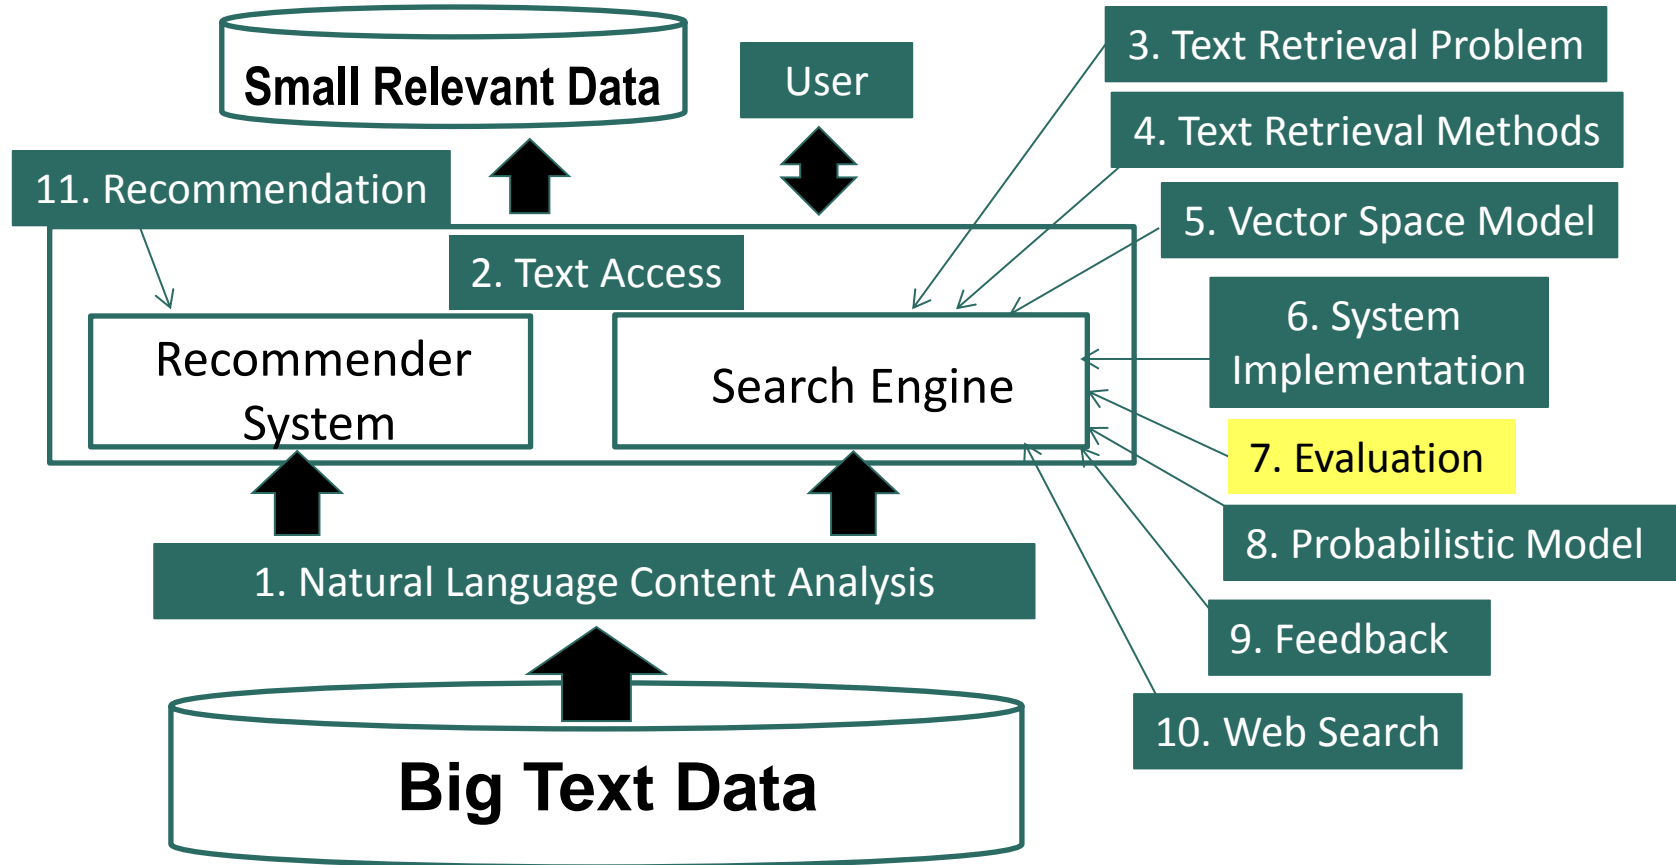 Small Relevant Data
User
3. Text Retrieval Problem
4. Text Retrieval Methods
11. Recommendation
5. Vector Space Model
2. Text Access
6. System
Implementation
Recommender
System
Search Engine
7. Evaluation
8. Probabilistic Model
1. Natural Language Content Analysis
9. Feedback
10. Web Search
Big Text Data